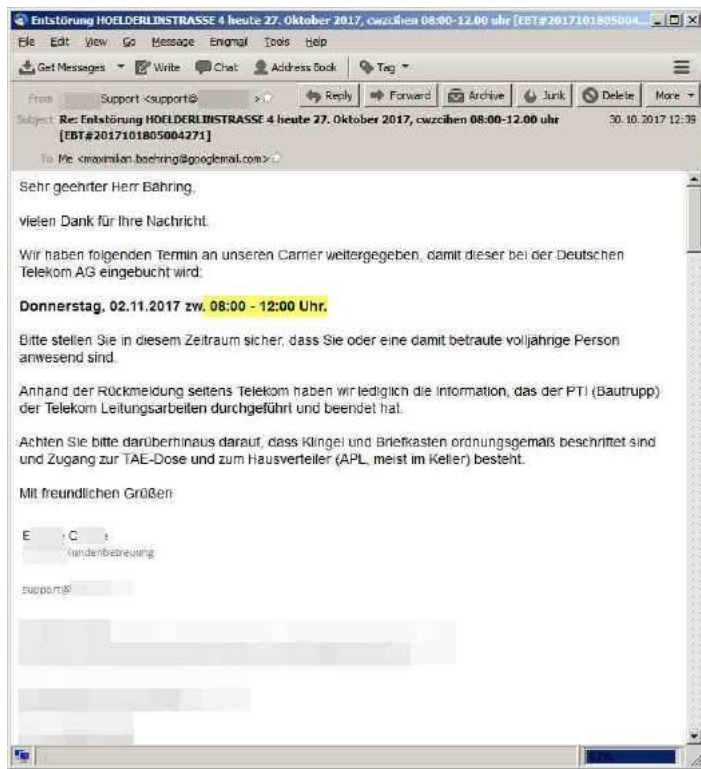 Entstörung HOELDERLINSTRASSE 4 heute 27. Oktober 2017, cwzcihen 08:00-12.00 uhr [EBT#2017101805004...
File Edit View Go Message Enigmail Tools Help
Get Messages Write Chat Address Book Tag
From Support <support@ > Reply Forward Archive Junk Delete More
Subject Re: Entstörung HOELDERLINSTRASSE 4 heute 27. Oktober 2017, cwzcihen 08:00-12.00 uhr 30.10.2017 12:39
[EBT#2017101805004271]
To Me <maximilian.baehring@googlemail.com>
Sehr geehrter Herr Bähring,
vielen Dank für Ihre Nachricht.
Wir haben folgenden Termin an unseren Carrier weitergegeben, damit dieser bei der Deutschen
Telekom AG eingebucht wird:
Donnerstag, 02.11.2017 zw. 08:00 - 12:00 Uhr.
Bitte stellen Sie in diesem Zeitraum sicher, dass Sie oder eine damit betraute volljährige Person
anwesend sind.
Anhand der Rückmeldung seitens Telekom haben wir lediglich die Information, das der PTI (Bautrupp)
der Telekom Leitungsarbeiten durchgeführt und beendet hat.
Achten Sie bitte darüberhinaus darauf, dass Klingel und Briefkasten ordnungsgemäß beschriftet sind
und Zugang zur TAE-Dose und zum Hausverteiler (APL, meist im Keller) besteht.
Mit freundlichen Grüßen
E C
Kundenbetreuung
support@
67%